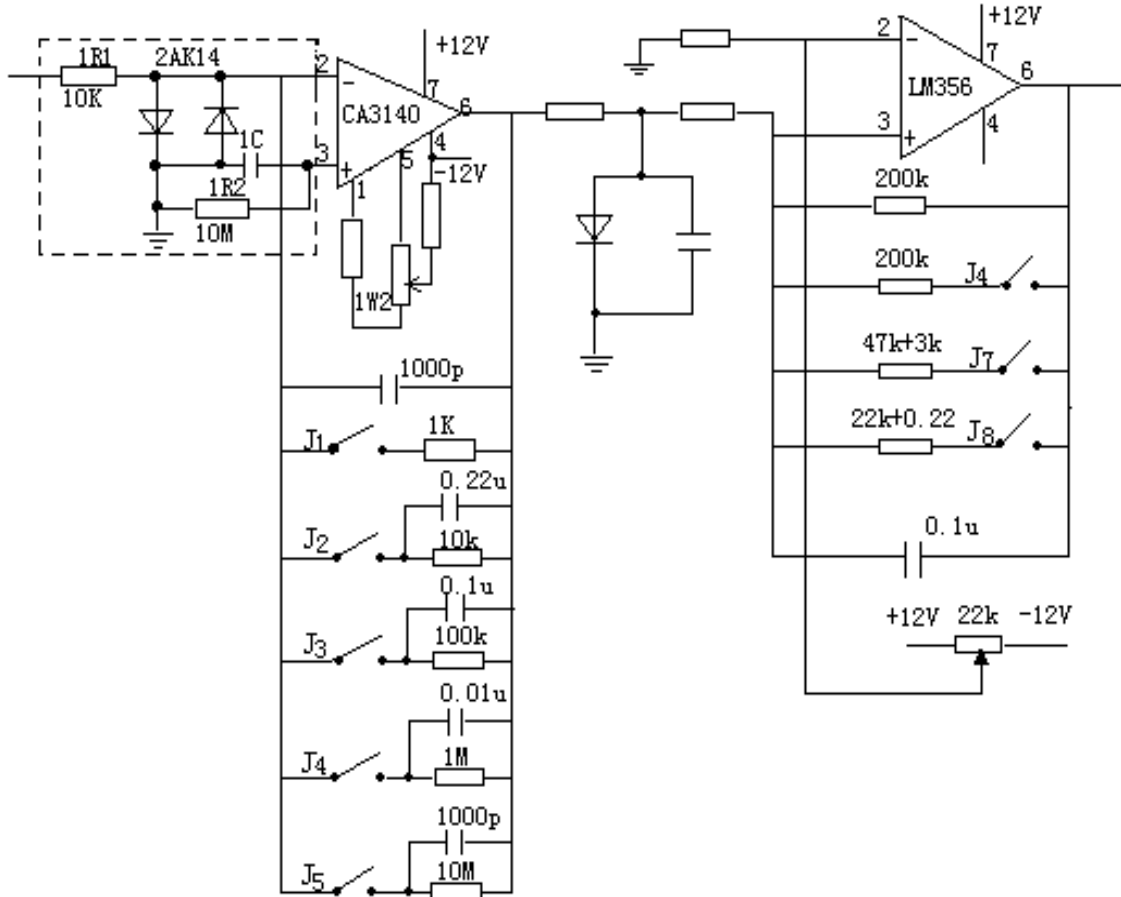 1R1
10K
2AK14
1C
1R2
10M
2
3
CA3140
7
+12V
6
4
5
-12V
1
1W2
2
3
LM356
+12V
7
6
4
200k
200k
J4
47k+3k
J7
22k+0.22
J8
0.1u
+12V 22k -12V
1000p
J1
1K
0.22u
J2
10k
0.1u
J3
100k
0.01u
J4
1M
1000p
J5
10M